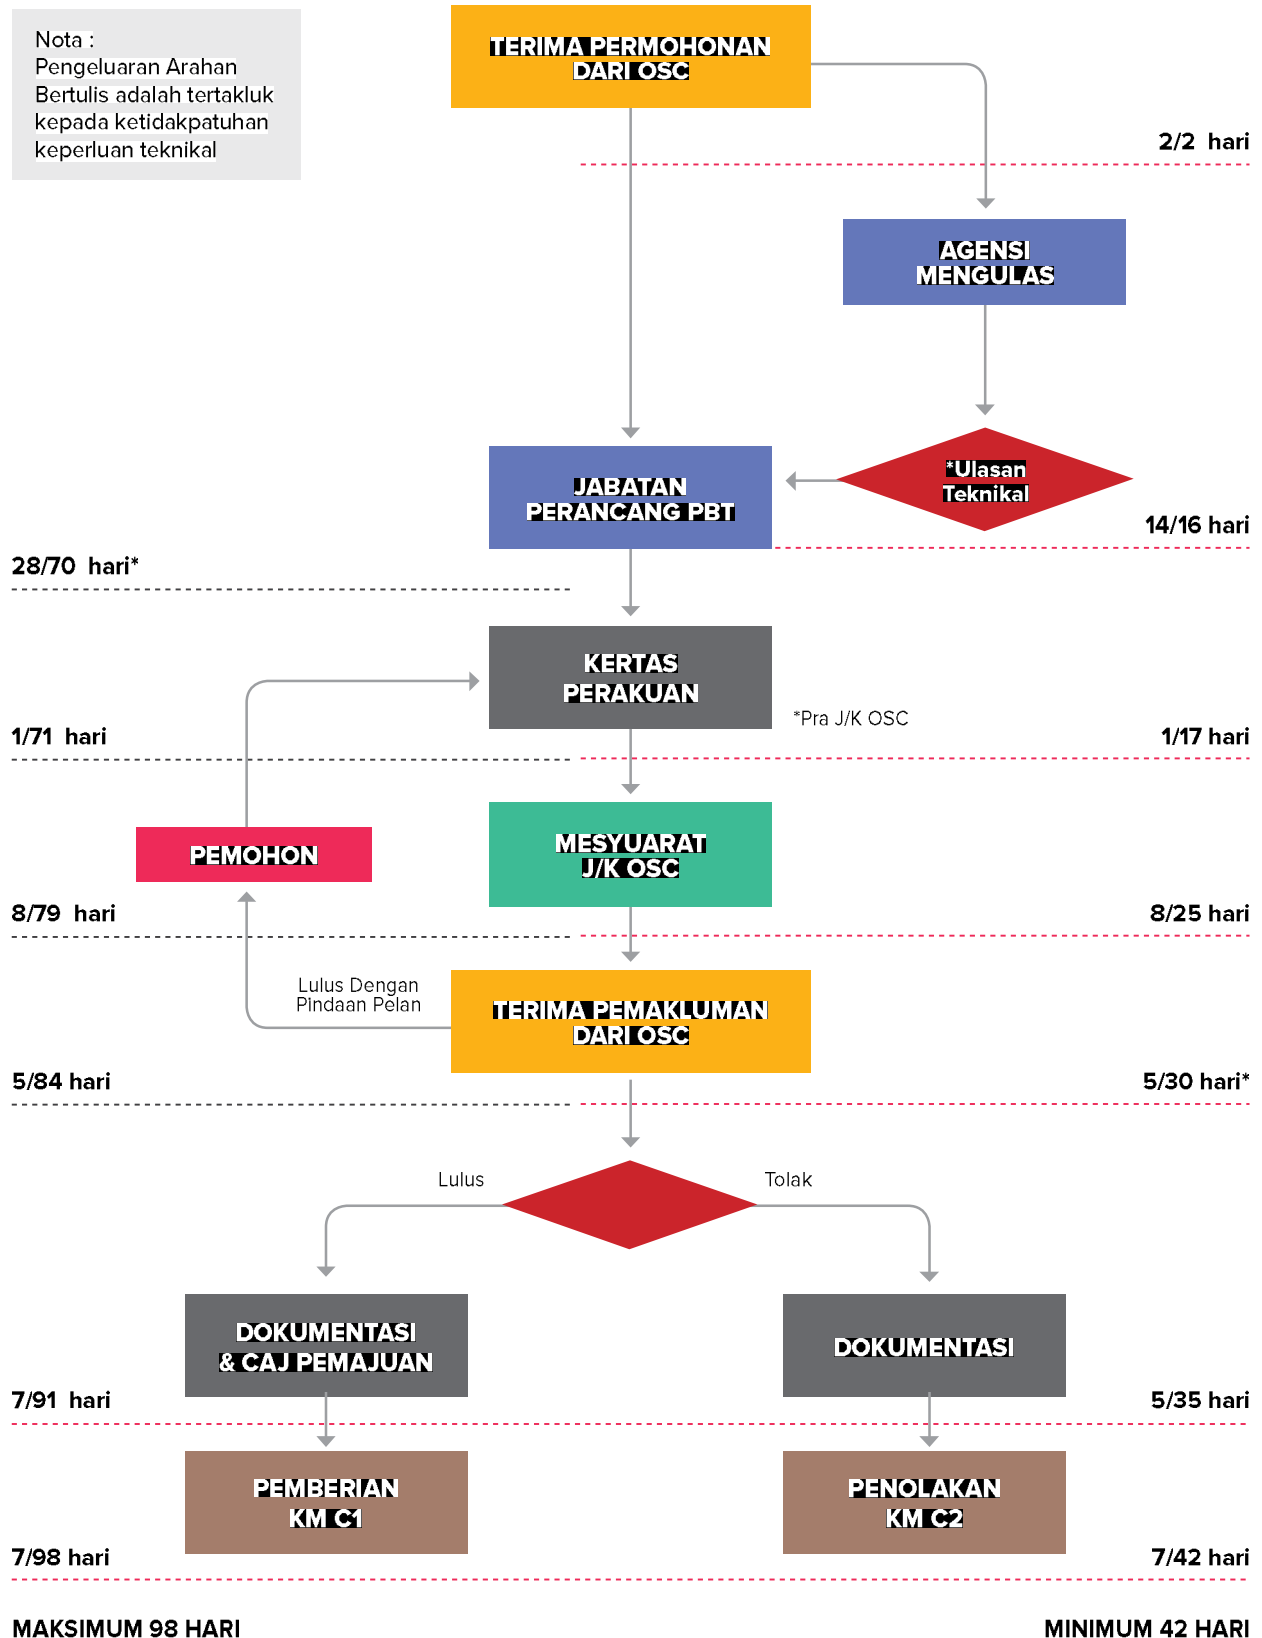 Nota :
Pengeluaran Arahan
Bertulis adalah tertakluk
kepada ketidakpatuhan
keperluan teknikal
TERIMA PERMOHONAN
DARI OSC
2/2 hari
AGENSI
MENGULAS
*Ulasan
Teknikal
JABATAN
PERANCANG PBT
14/16 hari
28/70 hari*
KERTAS
PERAKUAN
*Pra J/K OSC
1/71 hari
1/17 hari
MESYUARAT
J/K OSC
PEMOHON
8/79 hari
8/25 hari
Lulus Dengan
Pindaan Pelan
TERIMA PEMAKLUMAN
DARI OSC
5/84 hari
5/30 hari*
Lulus
Tolak
DOKUMENTASI
& CAJ PEMAJUAN
DOKUMENTASI
7/91 hari
5/35 hari
PEMBERIAN
KM C1
PENOLAKAN
KM C2
7/98 hari
7/42 hari
MAKSIMUM 98 HARI
MINIMUM 42 HARI